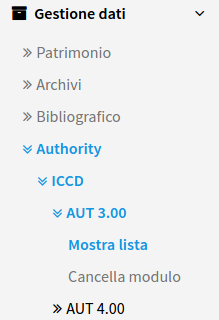 Gestione dati
Patrimonio
Archivi
Bibliografico
Authority
ICCD
AUT 3.00
Mostra lista
Cancella modulo
AUT 4.00